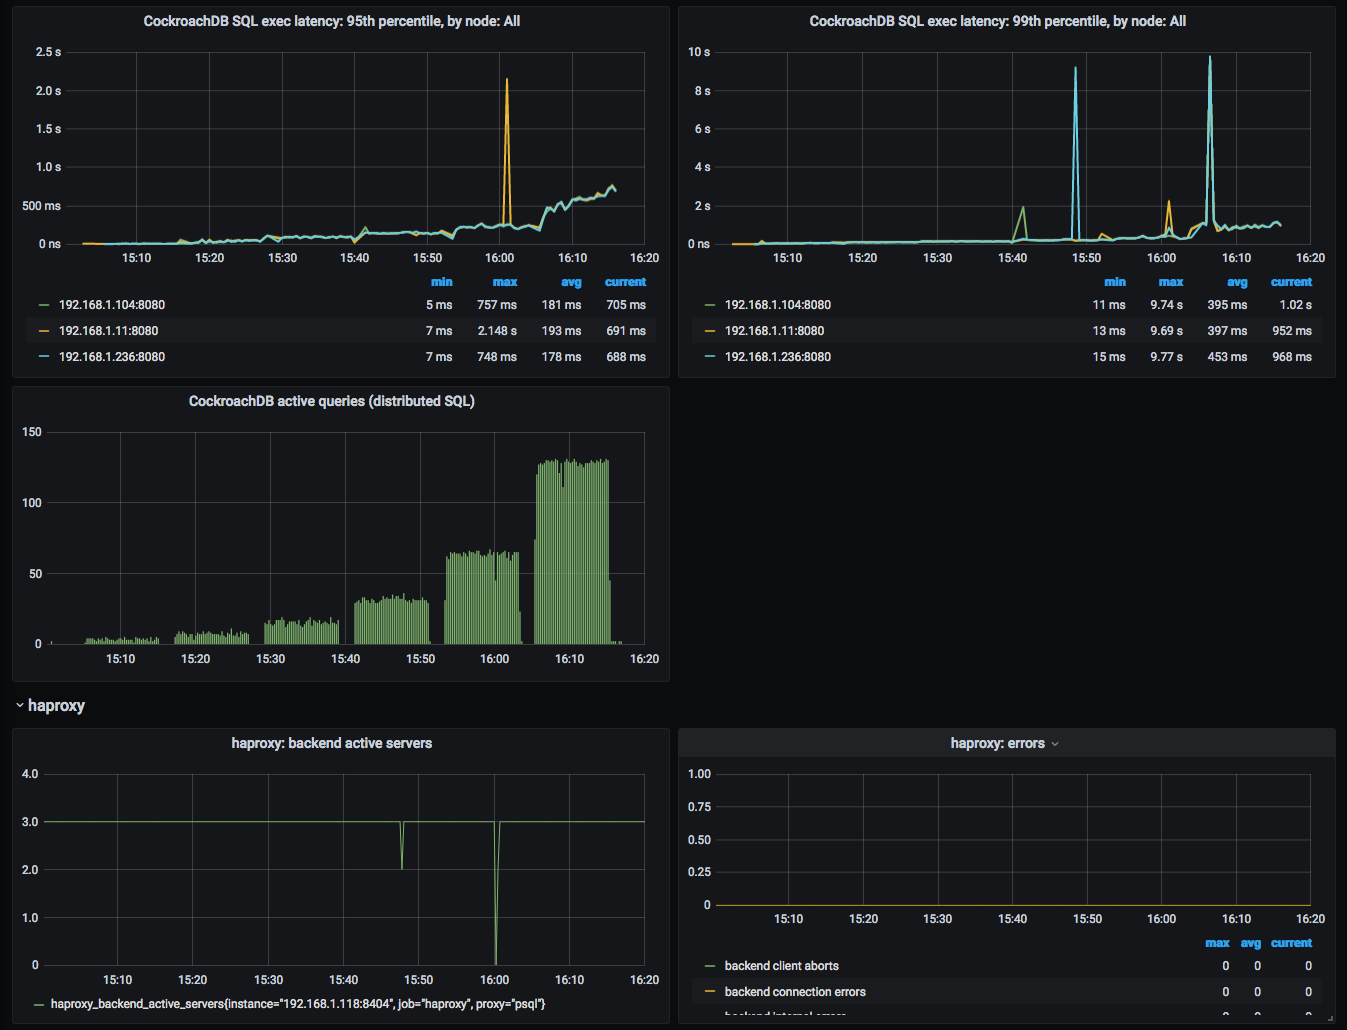 CockroachDB SQL exec latency: 95th percentile, by node: All
2.5 s
2.0 s
1.5 s
1.0 s
500 ms
0 ns
15:10 15:20 15:30 15:40 15:50 16:00 16:10 16:20
min max avg current
192.168.1.104:8080 5 ms 757 ms 181 ms 705 ms
192.168.1.11:8080 7 ms 2.148 s 193 ms 691 ms
192.168.1.236:8080 7 ms 748 ms 178 ms 688 ms
CockroachDB SQL exec latency: 99th percentile, by node: All
10 s
8 s
6 s
4 s
2 s
0 ns
15:10 15:20 15:30 15:40 15:50 16:00 16:10 16:20
min max avg current
192.168.1.104:8080 11 ms 9.74 s 395 ms 1.02 s
192.168.1.11:8080 13 ms 9.69 s 397 ms 952 ms
192.168.1.236:8080 15 ms 9.77 s 453 ms 968 ms
CockroachDB active queries (distributed SQL)
150
100
50
0
15:10 15:20 15:30 15:40 15:50 16:00 16:10 16:20
haproxy
haproxy: backend active servers
4.0
3.0
2.0
1.0
0
15:10 15:20 15:30 15:40 15:50 16:00 16:10 16:20
haproxy_backend_active_servers{instance="192.168.1.118:8404", job="haproxy", proxy="psql"}
haproxy: errors
1.00
0.75
0.50
0.25
0
15:10 15:20 15:30 15:40 15:50 16:00 16:10 16:20
max avg current
backend client aborts 0 0 0
backend connection errors 0 0 0
backend internal errors